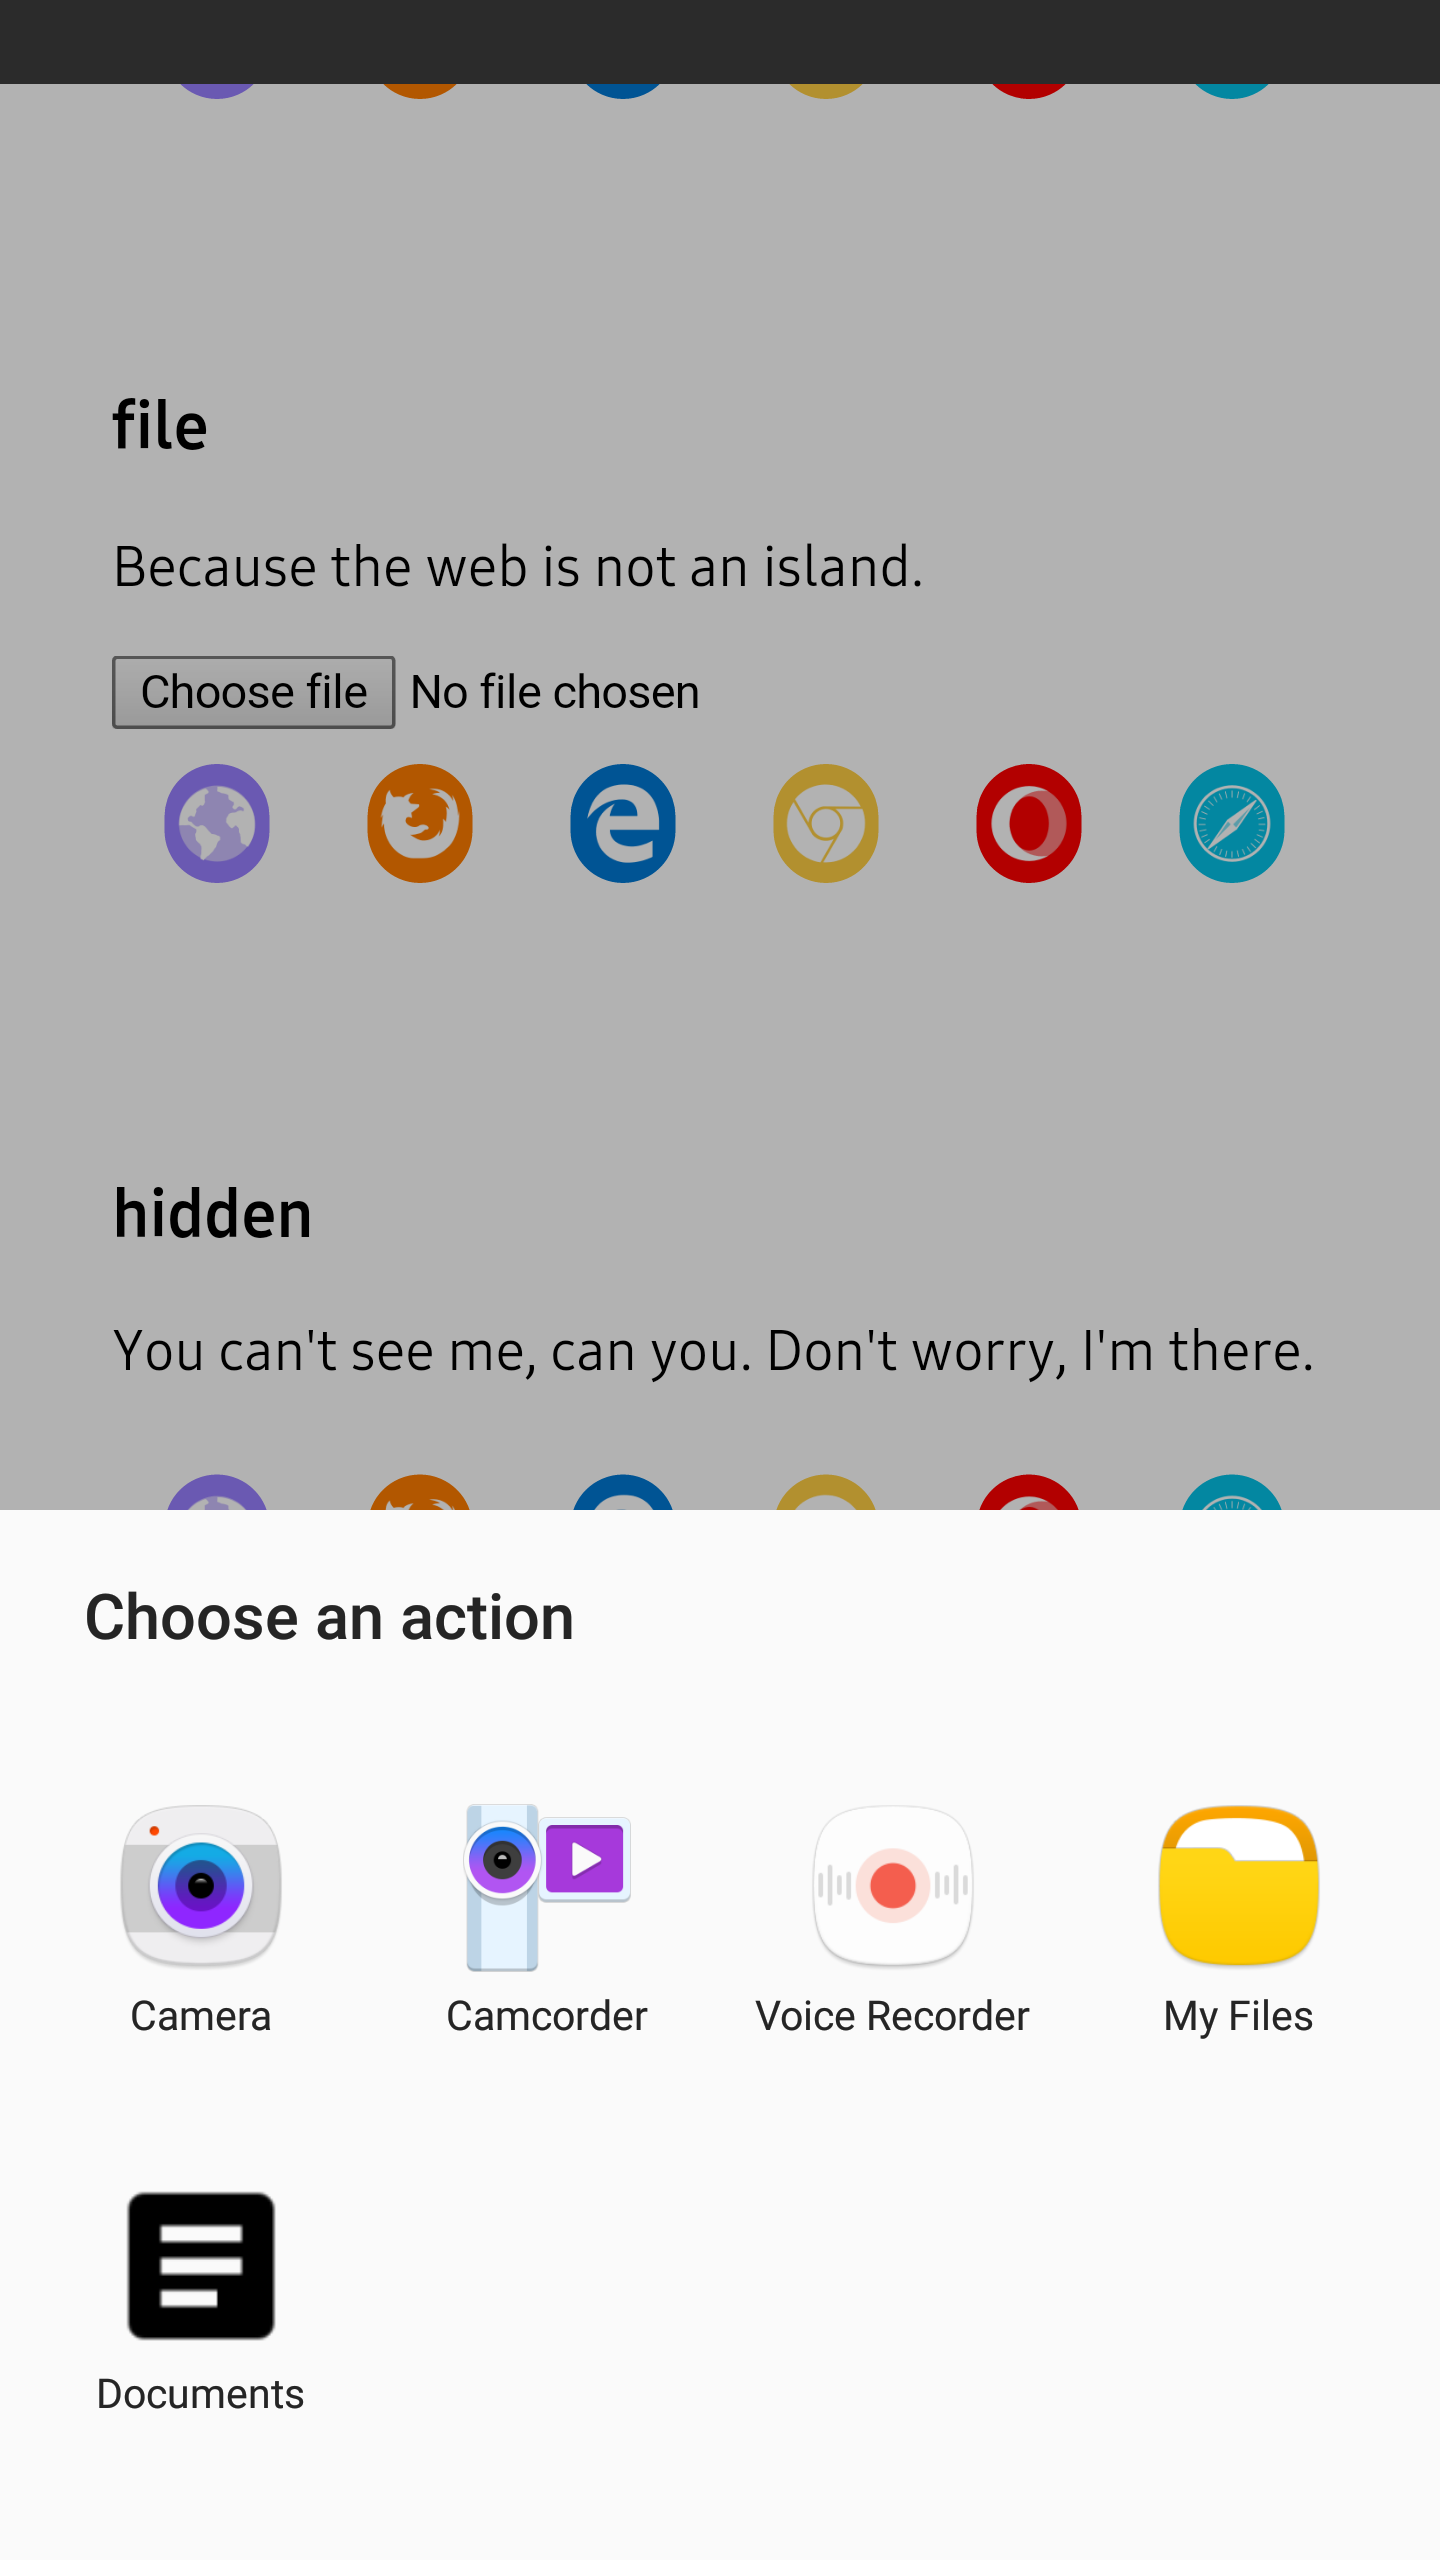 file
Because the web is not an island.
Choose file No file chosen
hidden
You can't see me, can you. Don't worry, I'm there.
Choose an action
Camera Camcorder Voice Recorder My Files
Documents